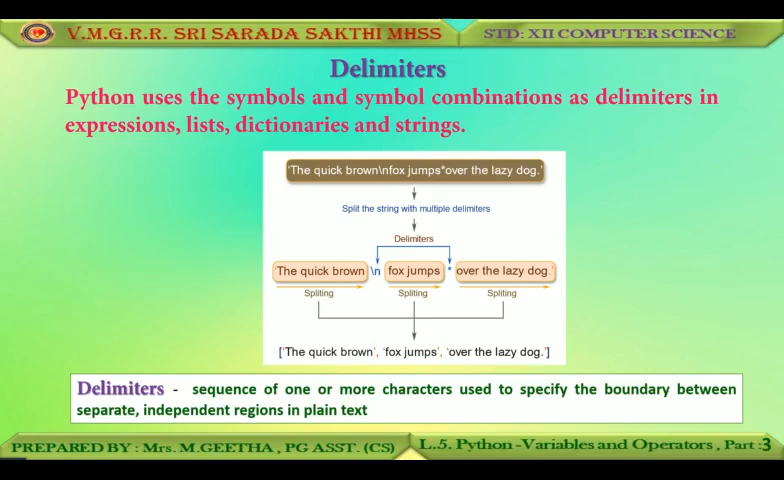 V.M.G.R.R. SRI SARADA SAKTHI MHSS
STD: XII COMPUTER SCIENCE
Delimiters
Python uses the symbols and symbol combinations as delimiters in
expressions, lists, dictionaries and strings.
'The quick brown\nfox jumps*over the lazy dog.'
Split the string with multiple delimiters
Delimiters
'The quick brown \n fox jumps * over the lazy dog.'
Spliting Spliting Spliting
['The quick brown', 'fox jumps', 'over the lazy dog.']
Delimiters - sequence of one or more characters used to specify the boundary between
separate, independent regions in plain text
PREPARED BY : Mrs. M.GEETHA , PG ASST. (CS)
L.5. Python -Variables and Operators , Part :3